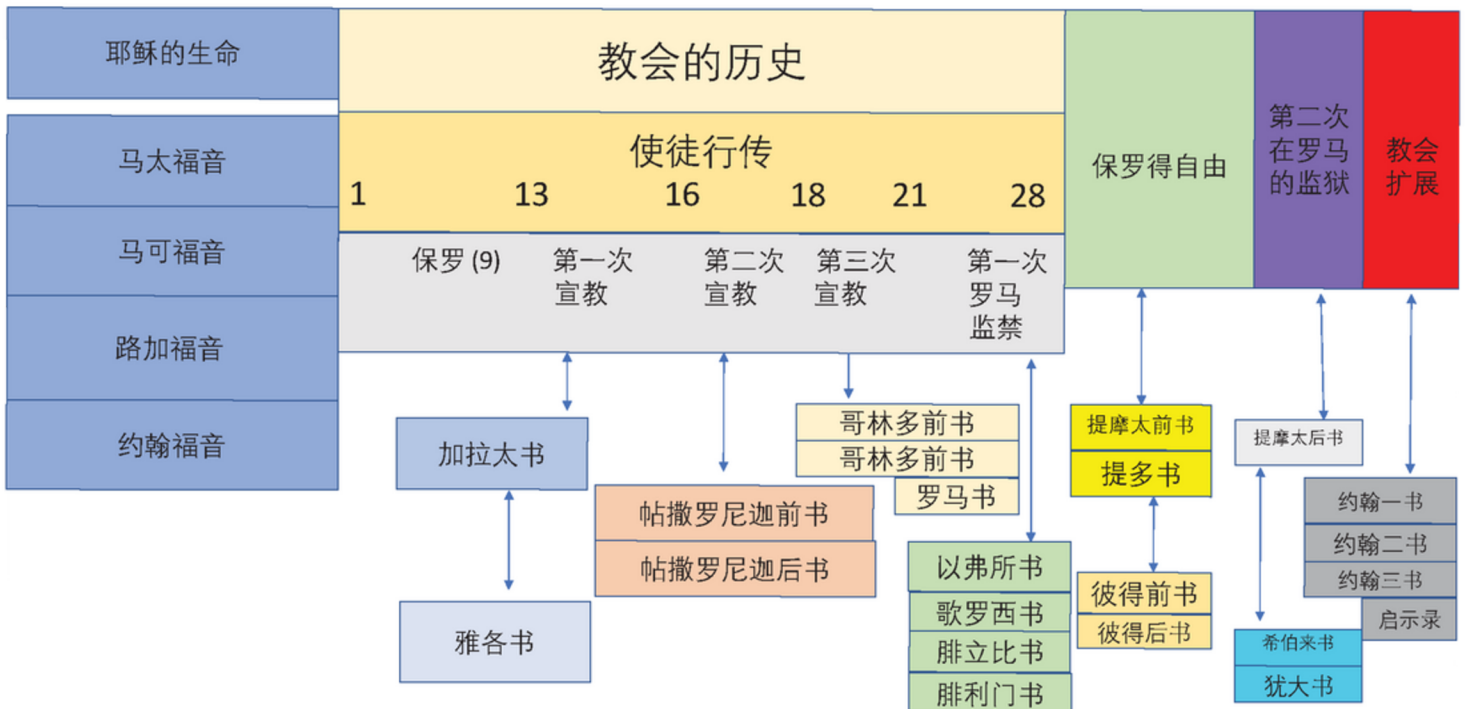 耶稣的生命
马太福音
马可福音
路加福音
约翰福音
教会的历史
使徒行传
1 13 16 18 21 28
保罗 (9)
第一次
宣教
第二次
宣教
第三次
宣教
第一次
罗马
监禁
保罗得自由
第二次
在罗马
的监狱
教会
扩展
加拉太书
雅各书
帖撒罗尼迦前书
帖撒罗尼迦后书
哥林多前书
哥林多前书
罗马书
以弗所书
歌罗西书
腓立比书
腓利门书
提摩太前书
提多书
彼得前书
彼得后书
提摩太后书
希伯来书
犹大书
约翰一书
约翰二书
约翰三书
启示录